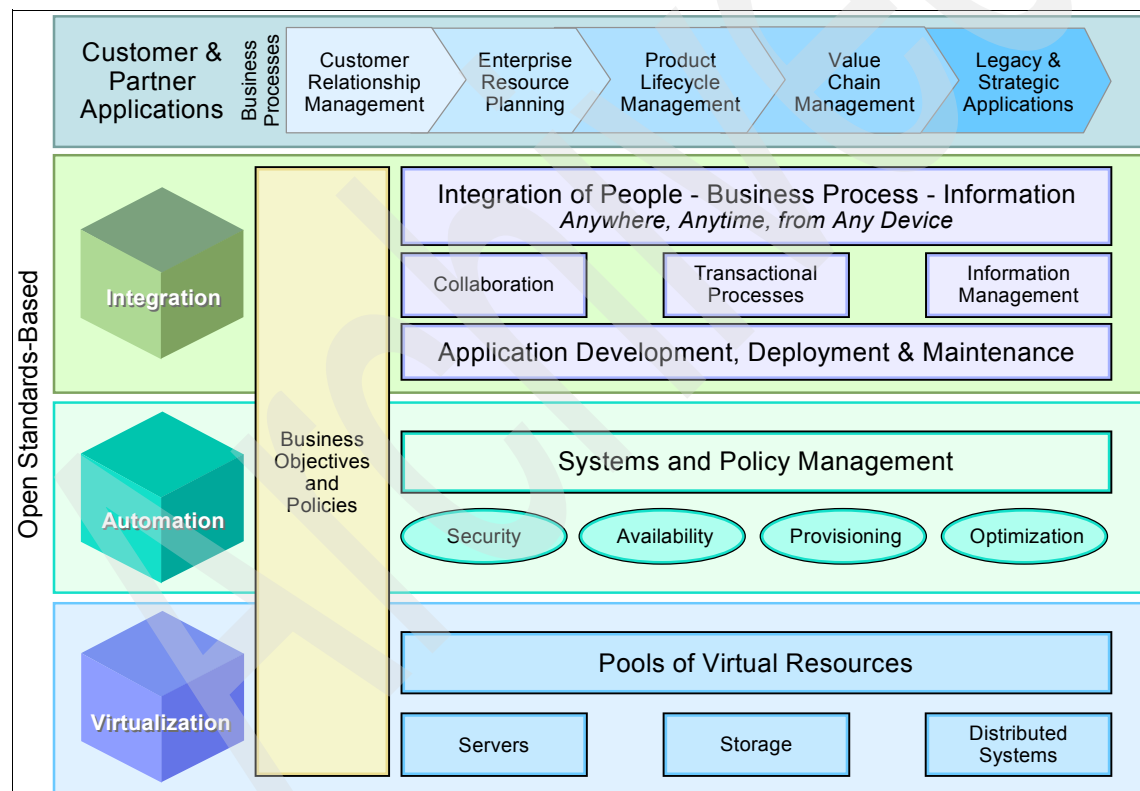 Customer &
Partner
Applications
Business
Processes
Customer
Relationship
Management
Enterprise
Resource
Planning
Product
Lifecycle
Management
Value
Chain
Management
Legacy &
Strategic
Applications
Open Standards-Based
Integration
Business
Objectives
and
Policies
Integration of People - Business Process - Information
Anywhere, Anytime, from Any Device
Collaboration
Transactional
Processes
Information
Management
Application Development, Deployment & Maintenance
Automation
Systems and Policy Management
Security
Availability
Provisioning
Optimization
Virtualization
Pools of Virtual Resources
Servers
Storage
Distributed
Systems